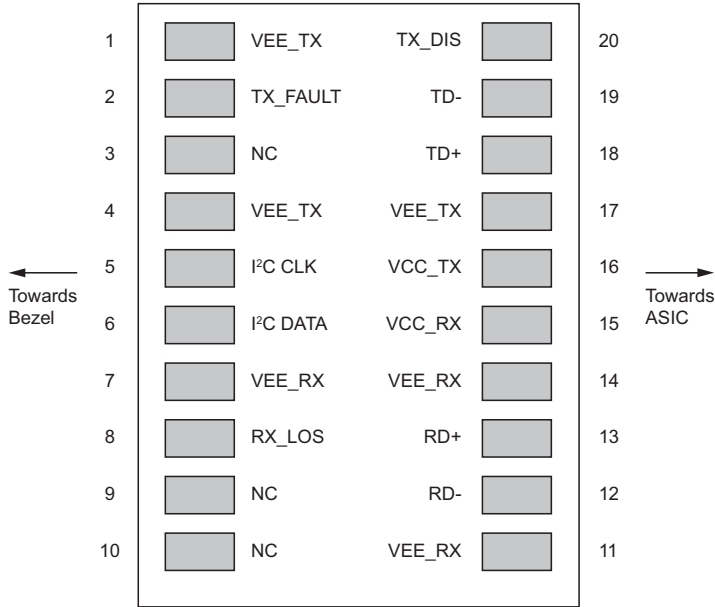 1 VEE_TX TX_DIS 20
2 TX_FAULT TD- 19
3 NC TD+ 18
4 VEE_TX VEE_TX 17
5 I²C CLK VCC_TX 16
Towards Bezel
Towards ASIC
6 I²C DATA VCC_RX 15
7 VEE_RX VEE_RX 14
8 RX_LOS RD+ 13
9 NC RD- 12
10 NC VEE_RX 11